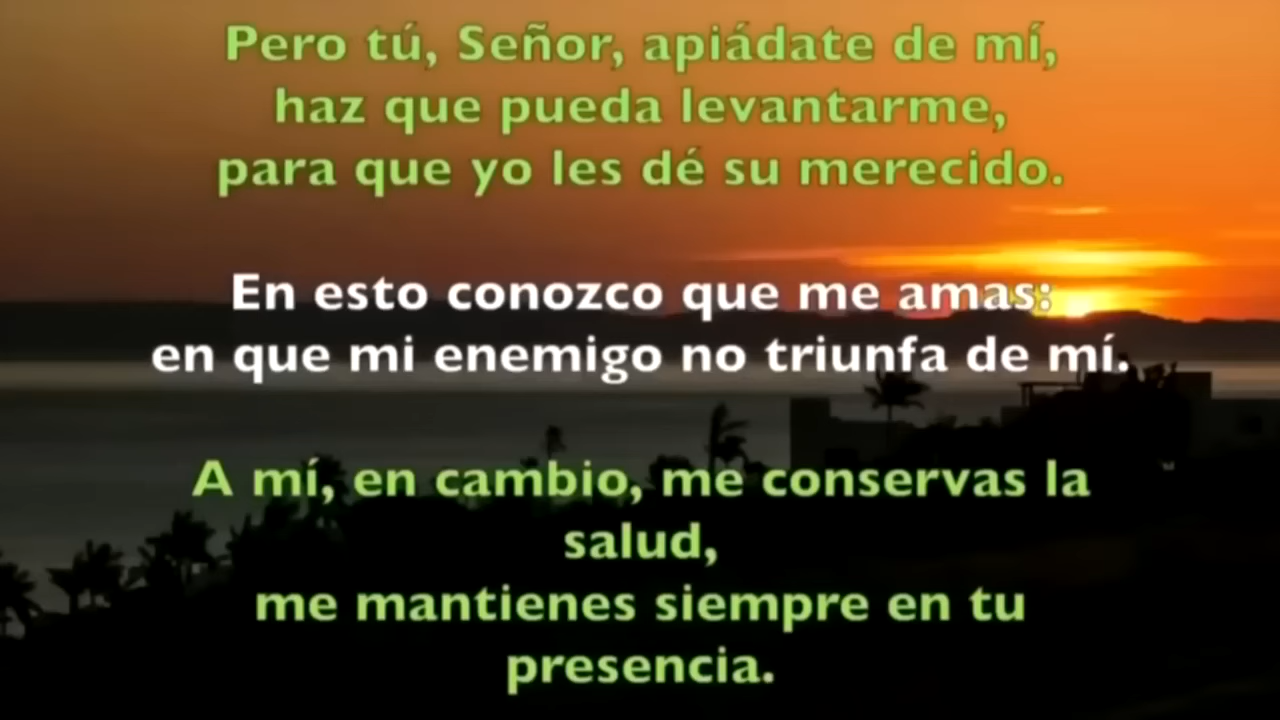 Pero tú, Señor, apiádate de mí,
haz que pueda levantarme,
para que yo les dé su merecido.
En esto conozco que me amas:
en que mi enemigo no triunfa de mí.
A mí, en cambio, me conservas la
salud,
me mantienes siempre en tu
presencia.